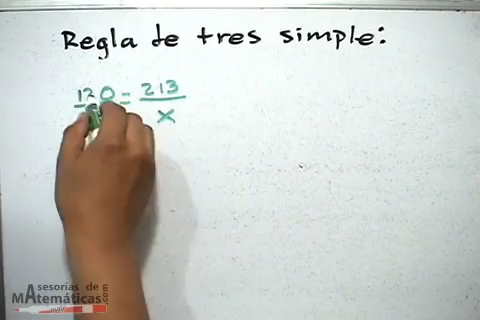 Regla de tres simple:
120 = 213
x
Asesorías de
Matemáticas.com